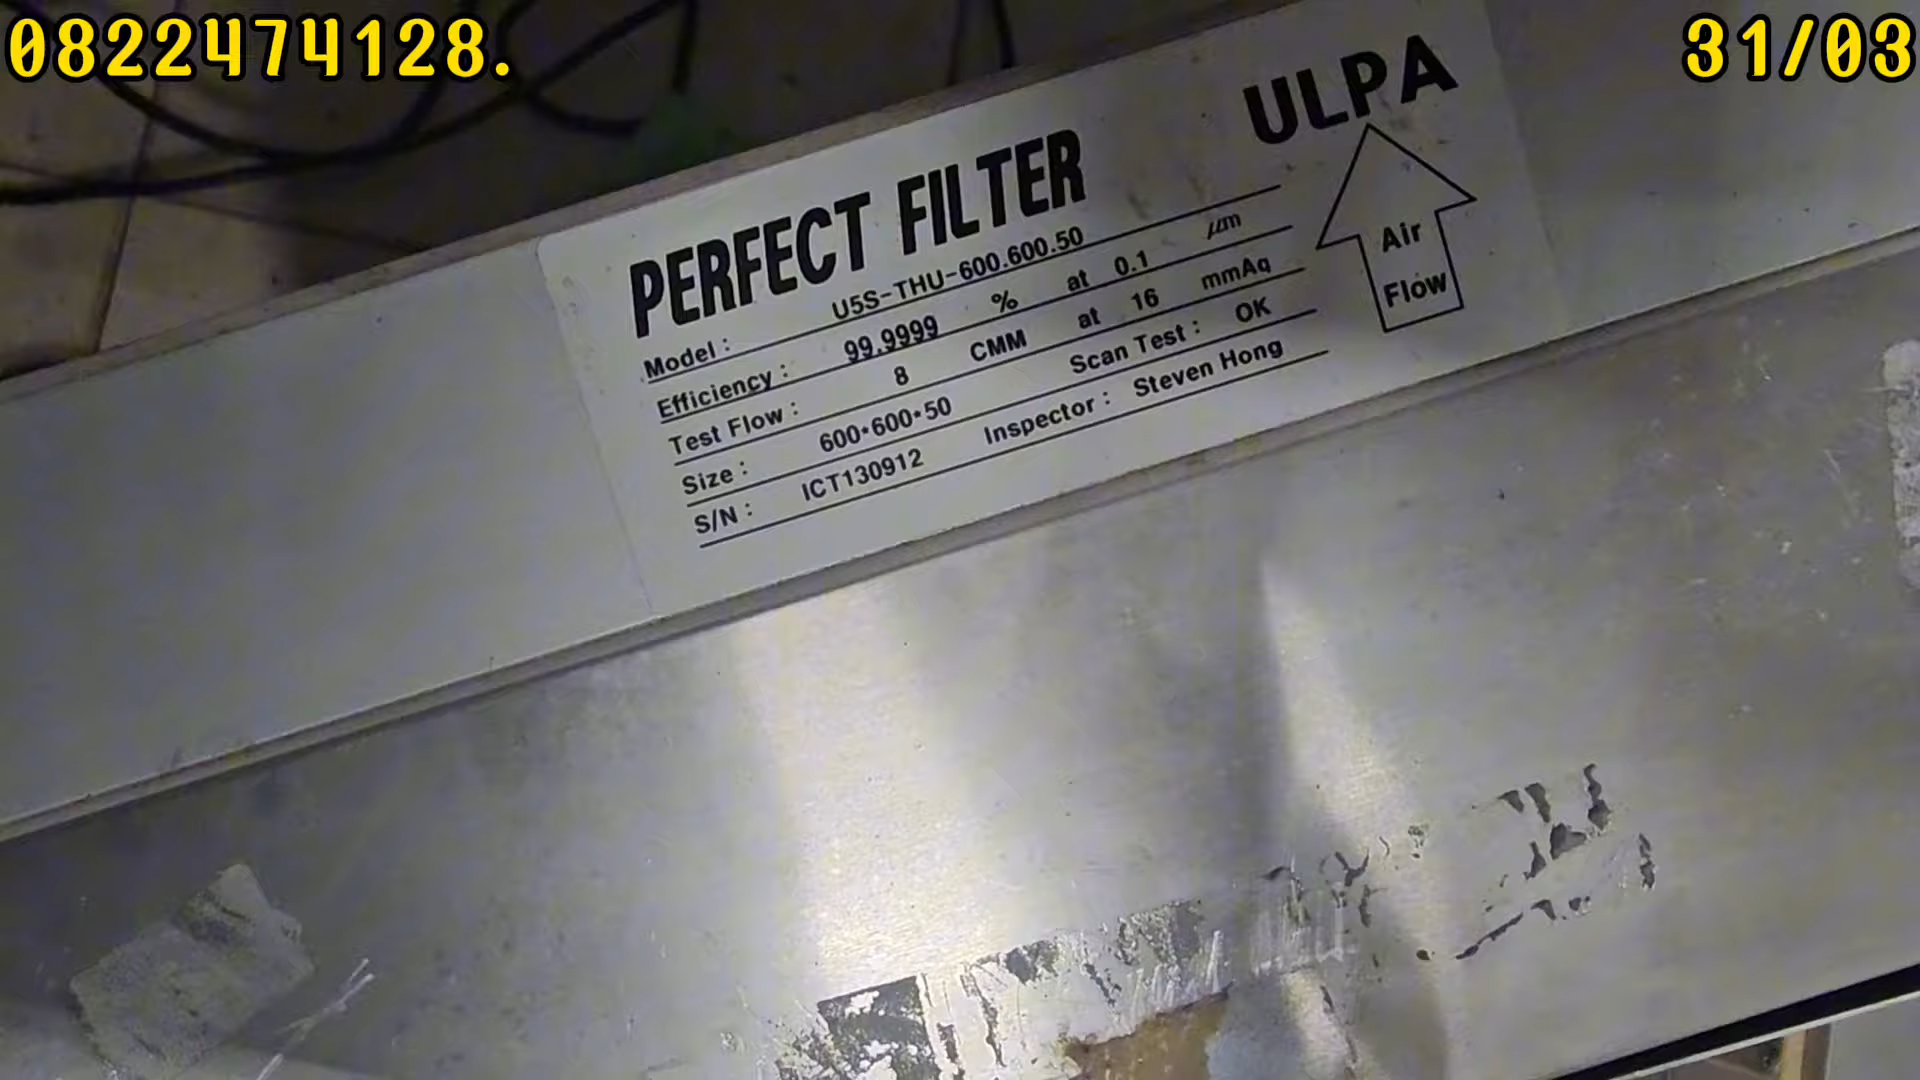 0822474128.
31/03
ULPA
PERFECT FILTER
Model : U5S-THU-600.600.50
Efficiency : 99.9999 % at 0.1 μm
Test Flow : 8 CMM at 16 mmAq
Size : 600*600*50 Scan Test : OK
S/N : ICT130912 Inspector : Steven Hong
Air
Flow